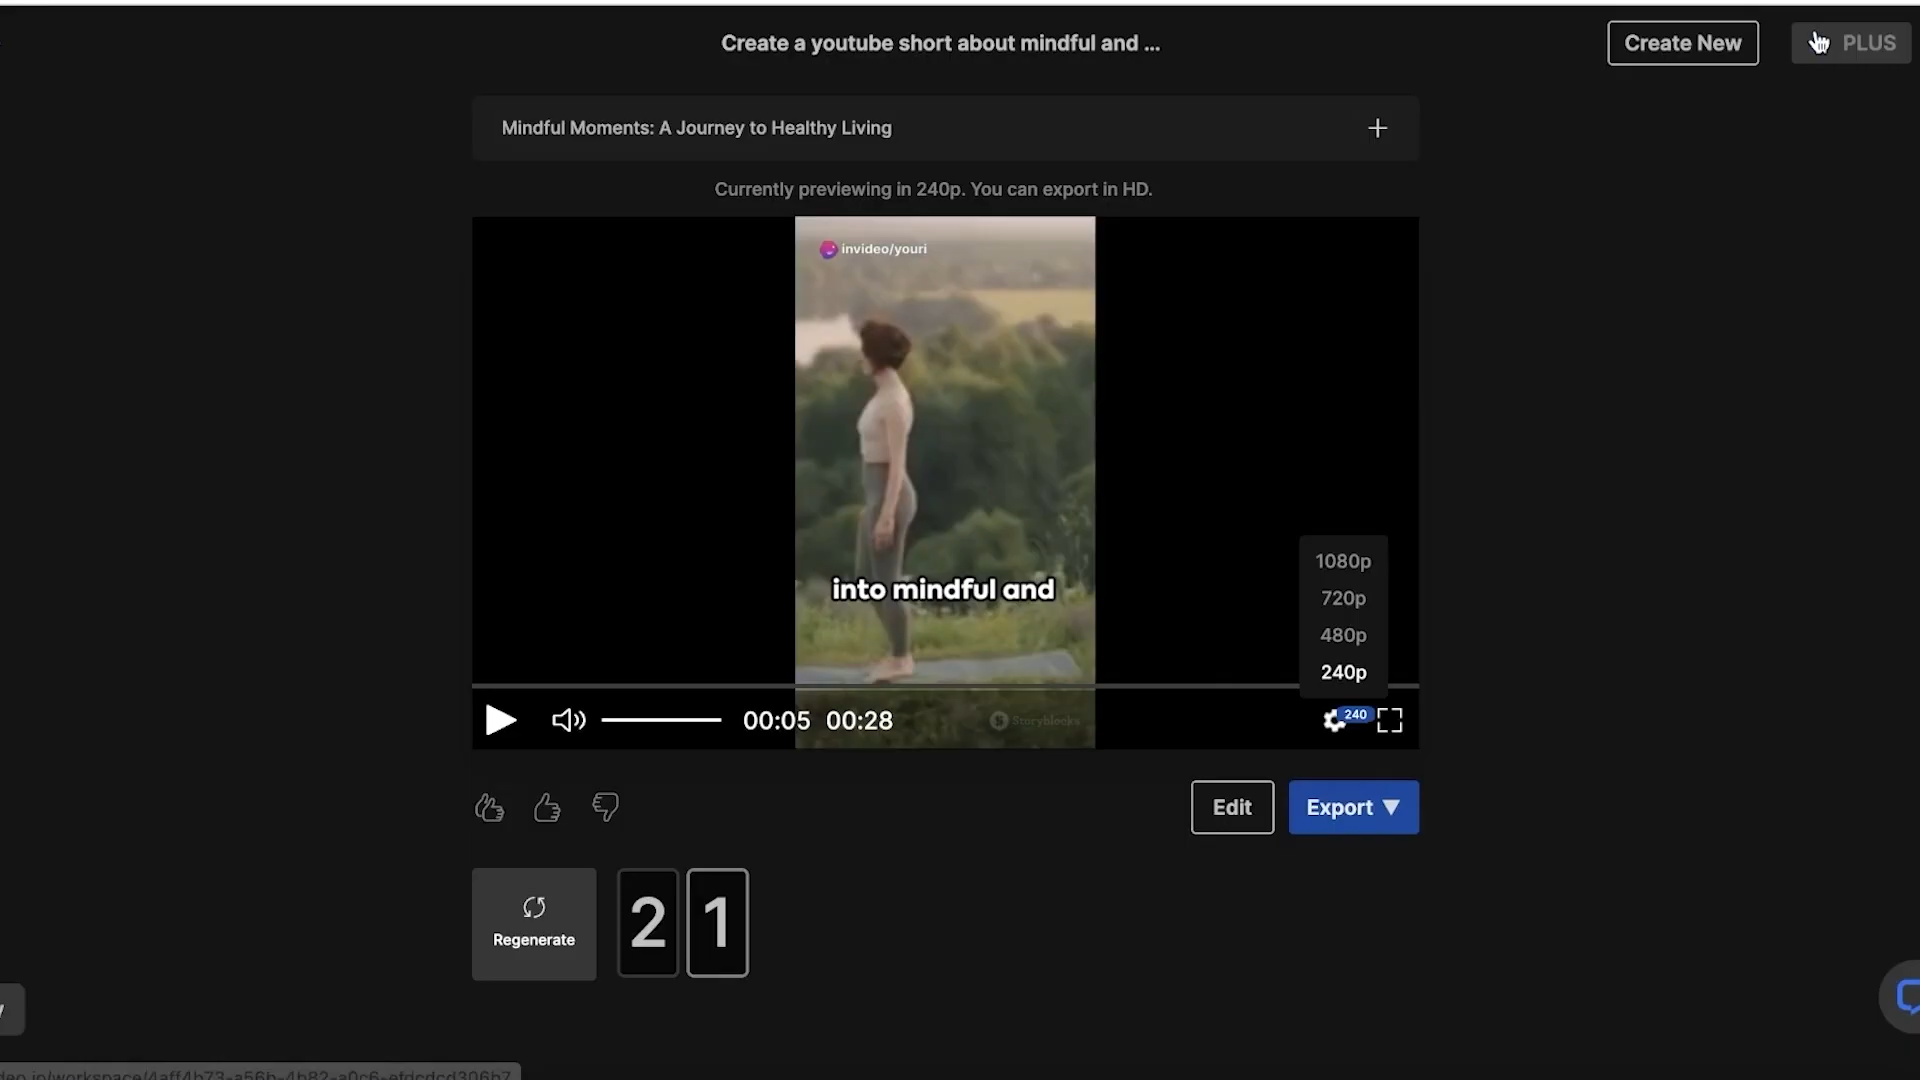 Create a youtube short about mindful and ...
Create New
PLUS
Mindful Moments: A Journey to Healthy Living
Currently previewing in 240p. You can export in HD.
invideo/youri
into mindful and
1080p
720p
480p
240p
00:05 00:28
Storyblocks
240
Edit
Export
Regenerate
2
1